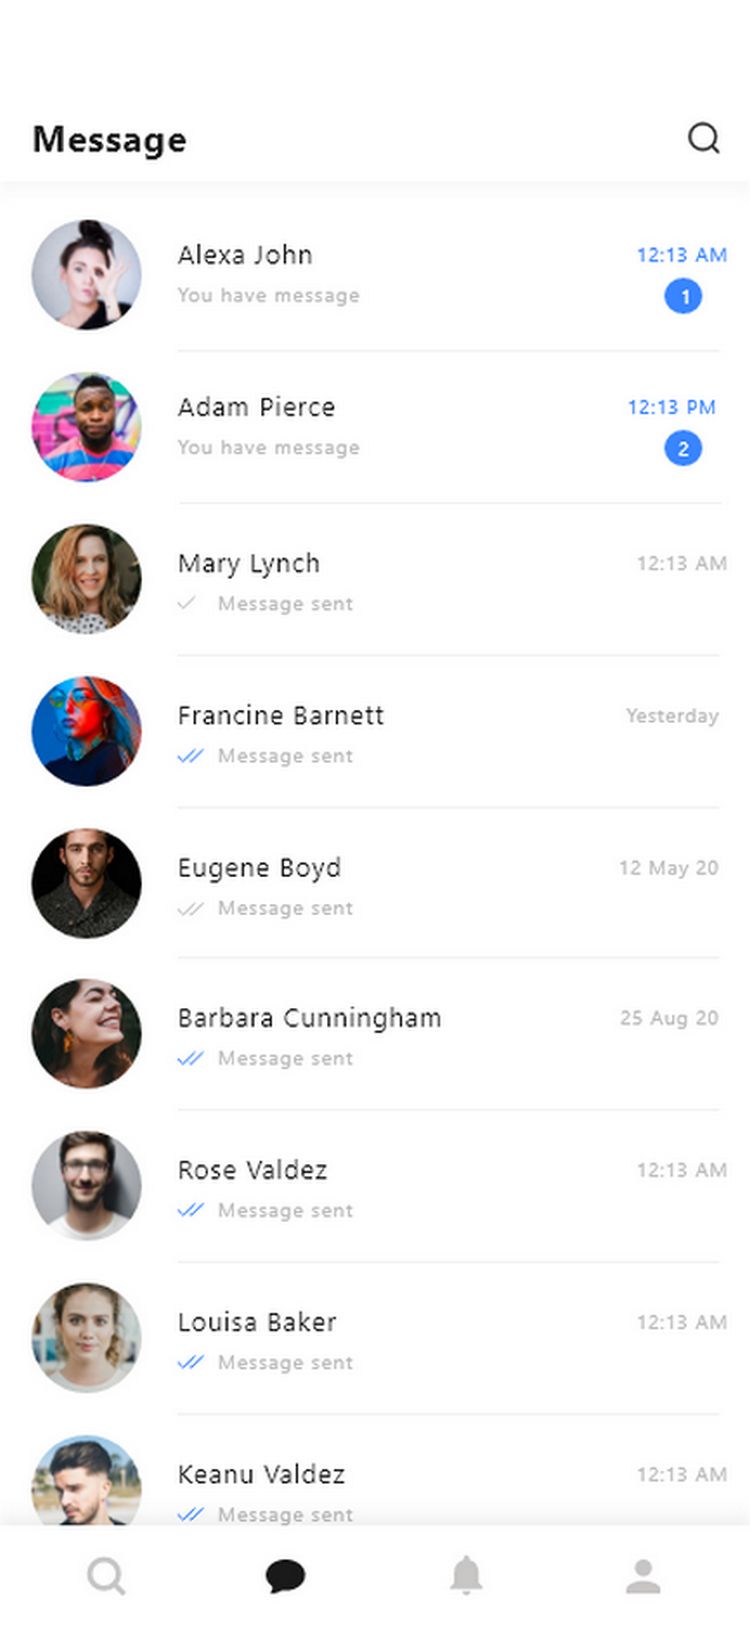 Message
Alexa John
12:13 AM
You have message
1
Adam Pierce
12:13 PM
You have message
2
Mary Lynch
12:13 AM
Message sent
Francine Barnett
Yesterday
Message sent
Eugene Boyd
12 May 20
Message sent
Barbara Cunningham
25 Aug 20
Message sent
Rose Valdez
12:13 AM
Message sent
Louisa Baker
12:13 AM
Message sent
Keanu Valdez
12:13 AM
Message sent